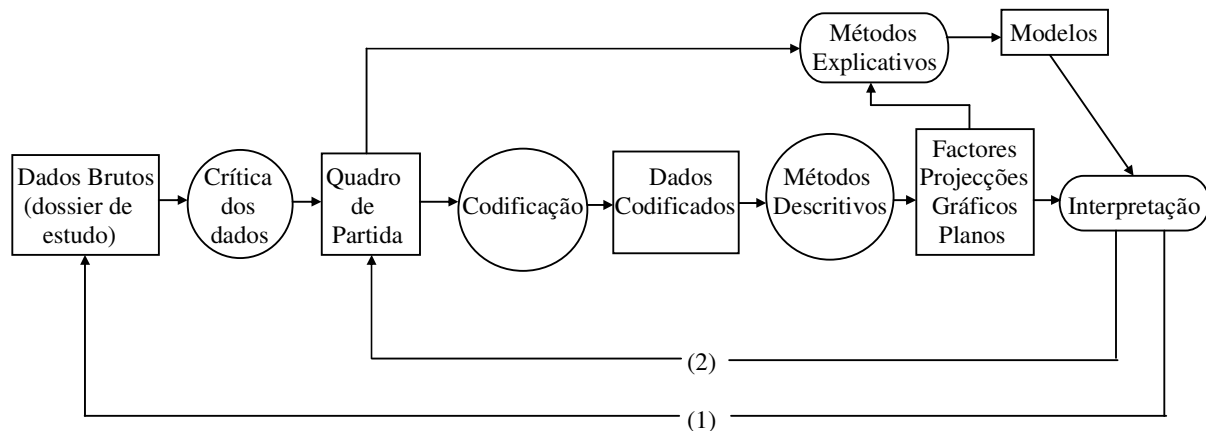 Métodos
Explicativos
Modelos
Dados Brutos
(dossier de
estudo)
Crítica
dos
dados
Quadro
de
Partida
Codificação
Dados
Codificados
Métodos
Descritivos
Factores
Projecções
Gráficos
Planos
Interpretação
(2)
(1)